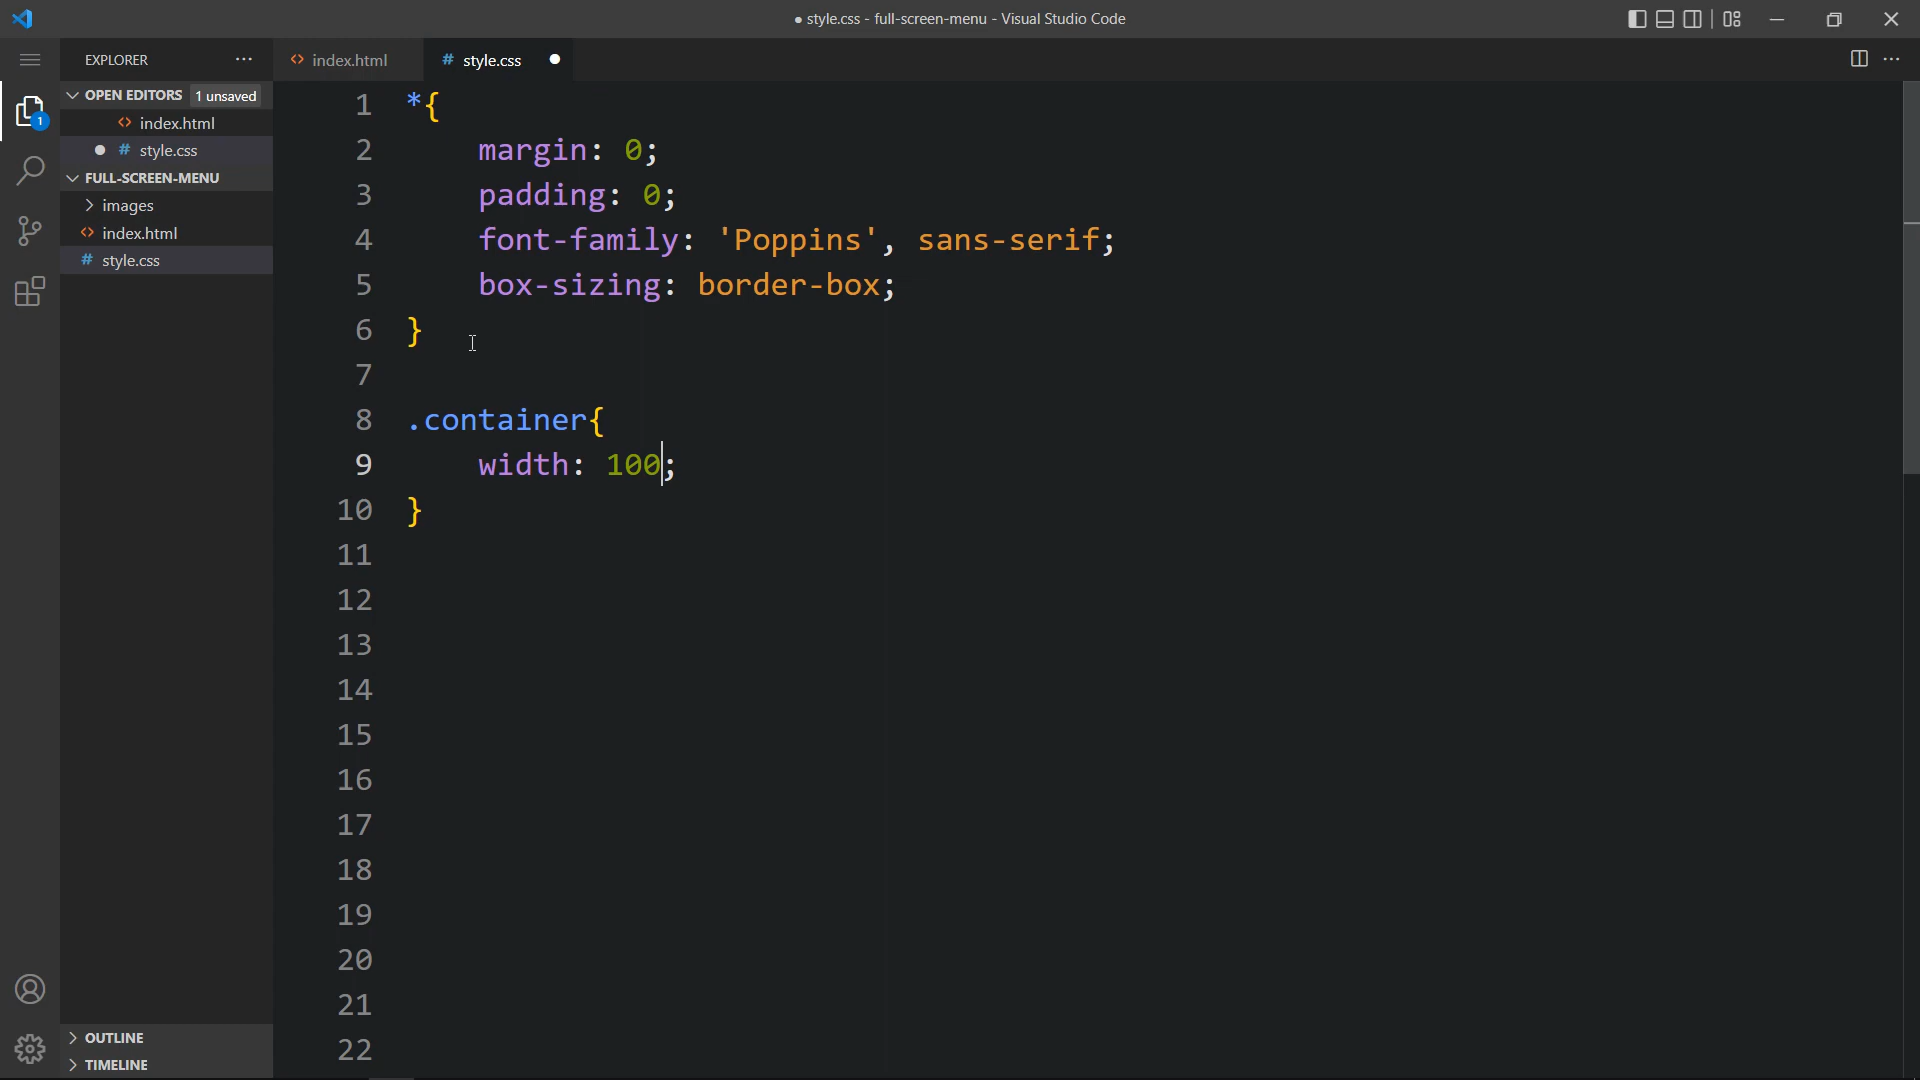 ● style.css - full-screen-menu - Visual Studio Code
EXPLORER
index.html
# style.css
OPEN EDITORS 1 unsaved
index.html
# style.css
FULL-SCREEN-MENU
images
index.html
# style.css
OUTLINE
TIMELINE
1
1 *{
2 margin: 0;
3 padding: 0;
4 font-family: 'Poppins', sans-serif;
5 box-sizing: border-box;
6 }
7
8 .container{
9 width: 100;
10 }
11
12
13
14
15
16
17
18
19
20
21
22